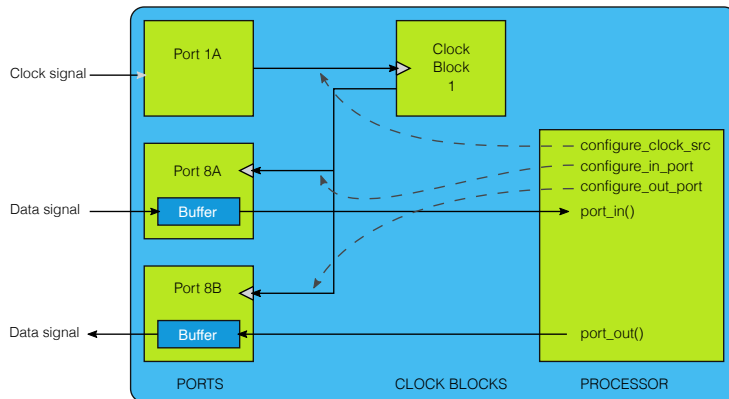 Port 1A
Clock
Block
1
Clock signal
configure_clock_src
configure_in_port
configure_out_port
port_in()
Port 8A
Data signal
Buffer
Port 8B
Data signal
Buffer
port_out()
PORTS
CLOCK BLOCKS
PROCESSOR